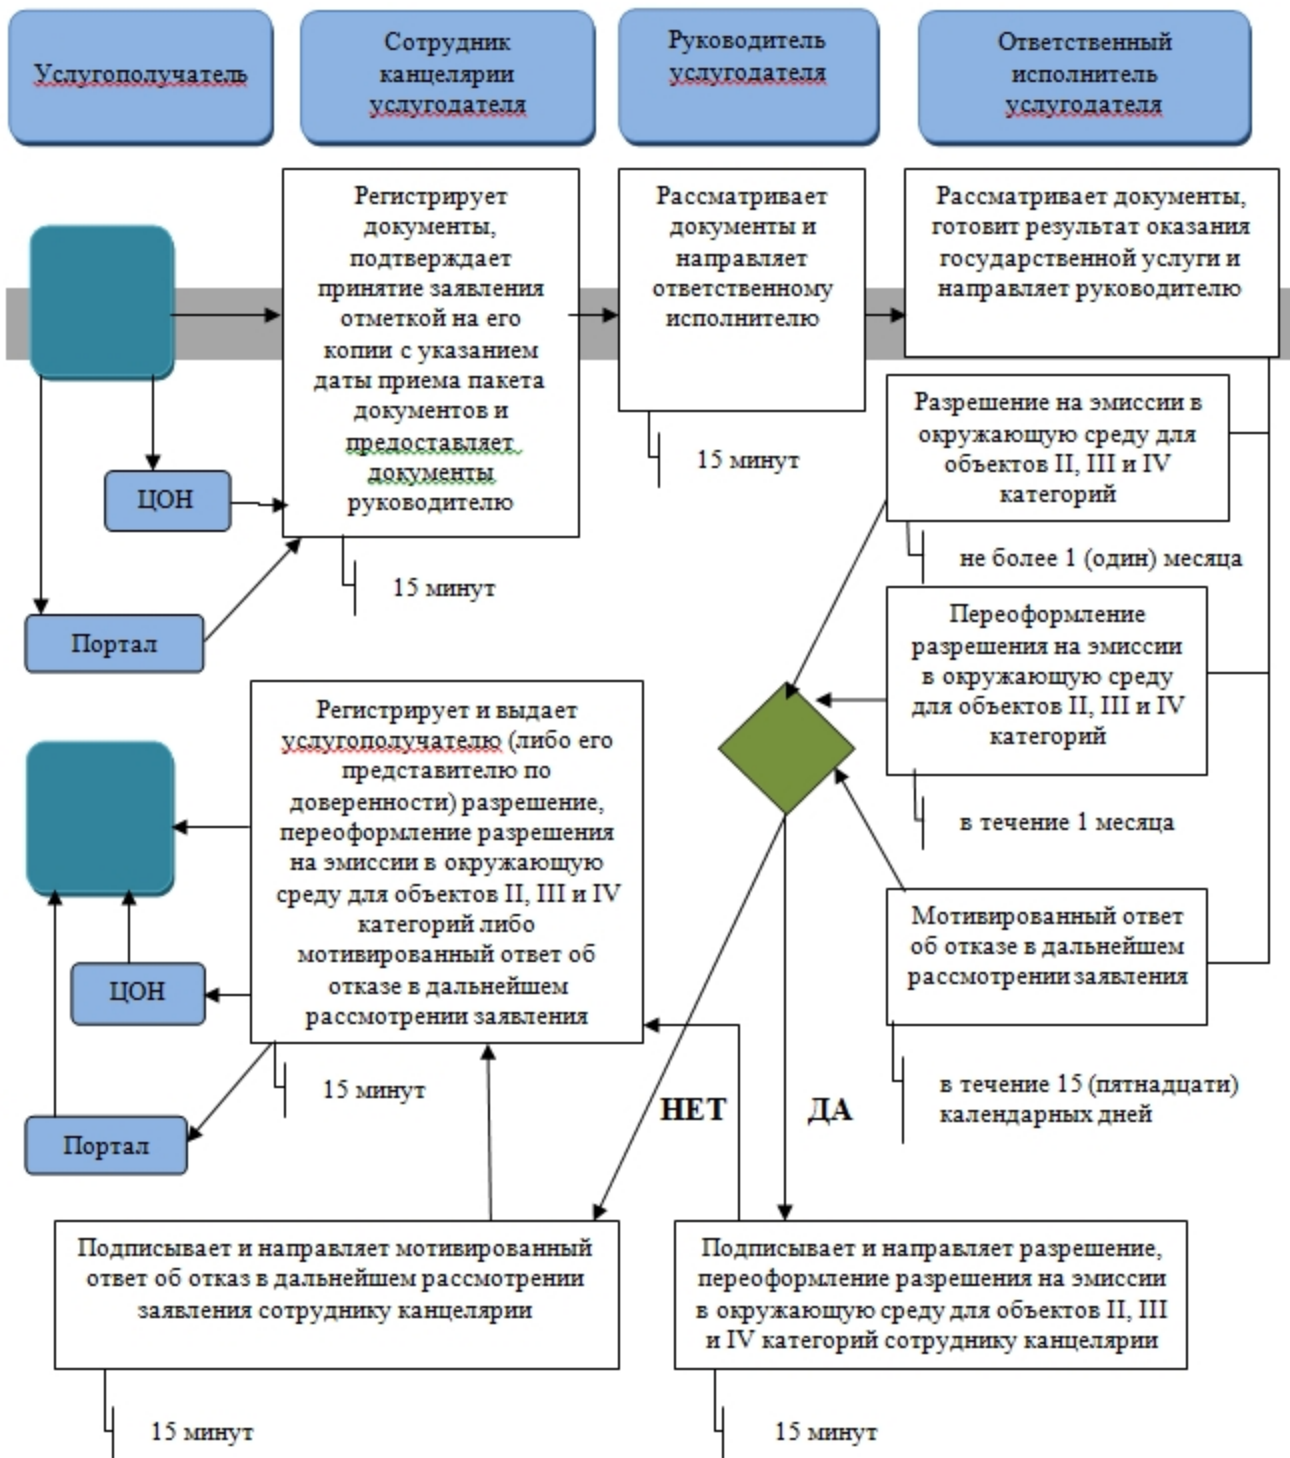 Услугополучатель
Сотрудник
канцелярии
услугодателя
Руководитель
услугодателя
Ответственный
исполнитель
услугодателя
Регистрирует
документы,
подтверждает
принятие заявления
отметкой на его
копии с указанием
даты приема пакета
документов и
предоставляет
документы
руководителю
Рассматривает
документы и
направляет
ответственному
исполнителю
Рассматривает документы,
готовит результат оказания
государственной услуги и
направляет руководителю
15 минут
15 минут
ЦОН
Портал
Разрешение на эмиссии в
окружающую среду для
объектов II, III и IV
категорий
не более 1 (один) месяца
Переоформление
разрешения на эмиссии
в окружающую среду
для объектов II, III и IV
категорий
в течение 1 месяца
Мотивированный ответ
об отказе в дальнейшем
рассмотрении заявления
в течение 15 (пятнадцати)
календарных дней
Регистрирует и выдает
услугополучателю (либо его
представителю по
доверенности) разрешение,
переоформление разрешения
на эмиссии в окружающую
среду для объектов II, III и IV
категорий либо
мотивированный ответ об
отказе в дальнейшем
рассмотрении заявления
15 минут
ЦОН
Портал
НЕТ
ДА
Подписывает и направляет мотивированный
ответ об отказ в дальнейшем рассмотрении
заявления сотруднику канцелярии
15 минут
Подписывает и направляет разрешение,
переоформление разрешения на эмиссии
в окружающую среду для объектов II, III
и IV категорий сотруднику канцелярии
15 минут